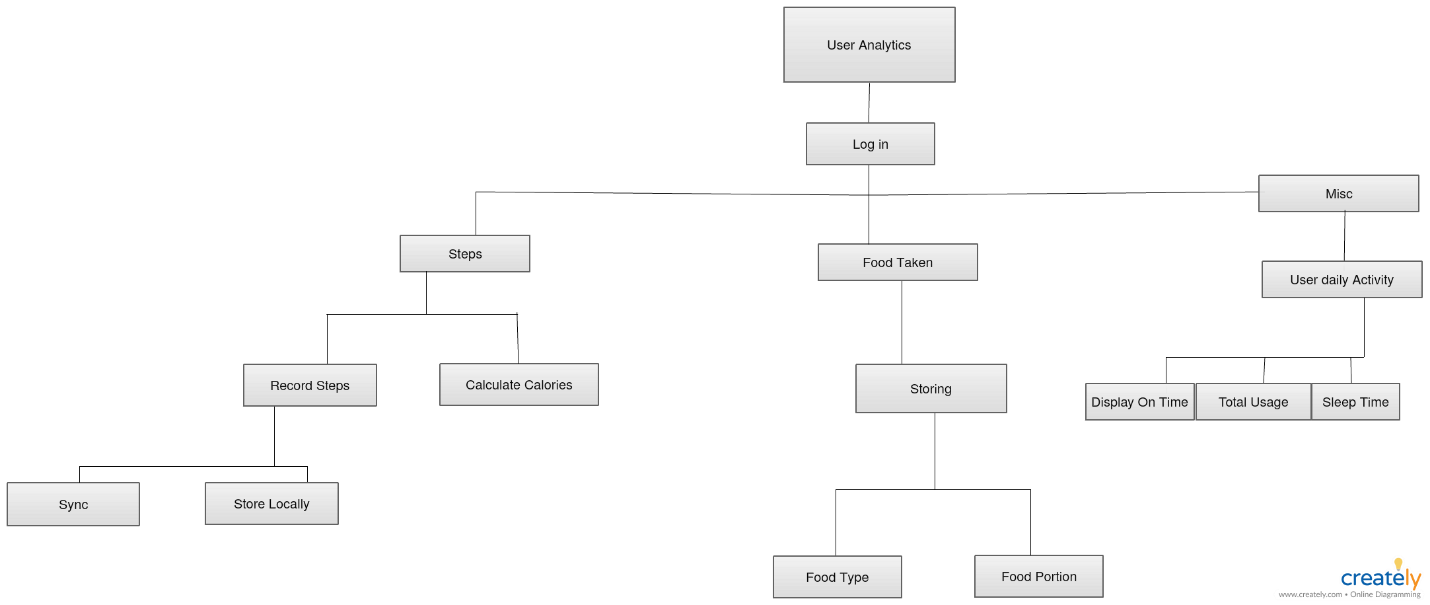 User Analytics
Log in
Misc
Steps
Food Taken
User daily Activity
Record Steps
Calculate Calories
Storing
Display On Time
Total Usage
Sleep Time
Sync
Store Locally
Food Type
Food Portion
creately
www.creately.com • Online Diagramming